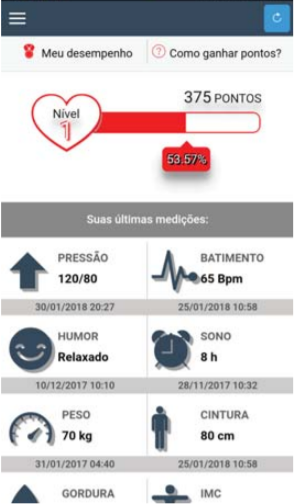 Meu desempenho
Como ganhar pontos?
375 PONTOS
Nível
1
53.57%
Suas últimas medições:
PRESSÃO
120/80
BATIMENTO
65 Bpm
30/01/2018 20:27
25/01/2018 10:58
HUMOR
Relaxado
SONO
8 h
10/12/2017 10:10
28/11/2017 10:32
PESO
70 kg
CINTURA
80 cm
31/01/2017 04:40
25/01/2018 10:58
GORDURA
IMC